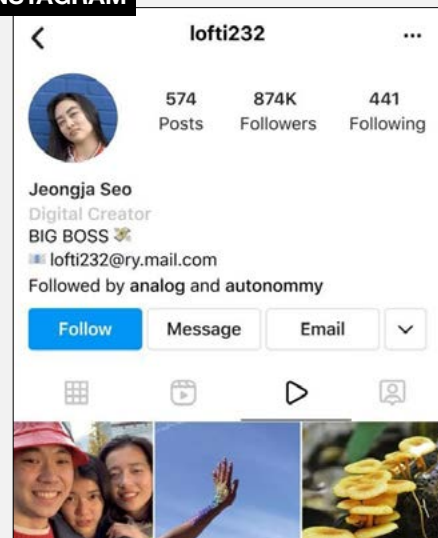 INSTAGRAM
lofti232
574 874K 441
Posts Followers Following
Jeongja Seo
Digital Creator
BIG BOSS 💸
📧 lofti232@ry.mail.com
Followed by analog and autonommy
Follow Message Email